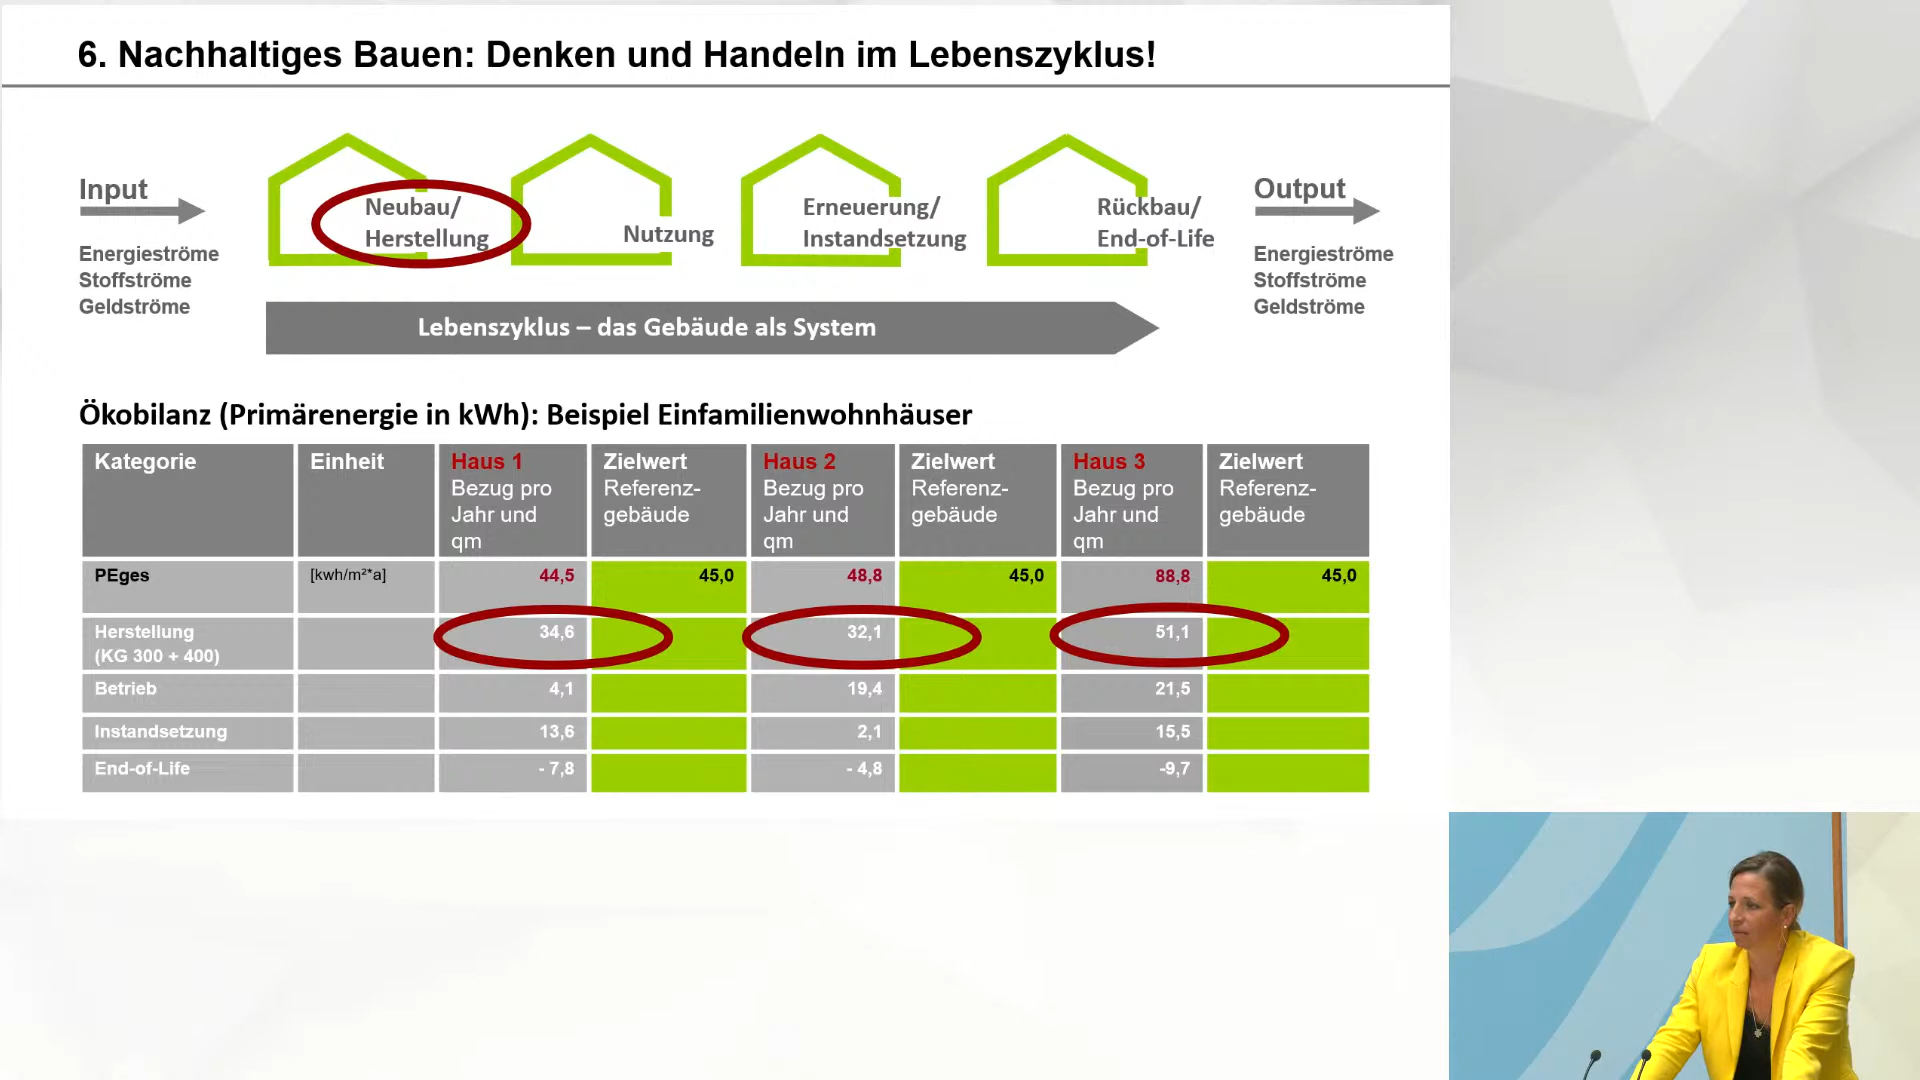 6. Nachhaltiges Bauen: Denken und Handeln im Lebenszyklus!
Input
Energieströme
Stoffströme
Geldströme
Neubau/
Herstellung
Nutzung
Erneuerung/
Instandsetzung
Rückbau/
End-of-Life
Output
Energieströme
Stoffströme
Geldströme
Lebenszyklus – das Gebäude als System
Ökobilanz (Primärenergie in kWh): Beispiel Einfamilienwohnhäuser
Kategorie
Einheit
Haus 1
Bezug pro
Jahr und
qm
Zielwert
Referenz-
gebäude
Haus 2
Bezug pro
Jahr und
qm
Zielwert
Referenz-
gebäude
Haus 3
Bezug pro
Jahr und
qm
Zielwert
Referenz-
gebäude
PEges [kwh/m²*a] 44,5 45,0 48,8 45,0 88,8 45,0
Herstellung
(KG 300 + 400)
34,6 32,1 51,1
Betrieb 4,1 19,4 21,5
Instandsetzung 13,6 2,1 15,5
End-of-Life - 7,8 - 4,8 -9,7